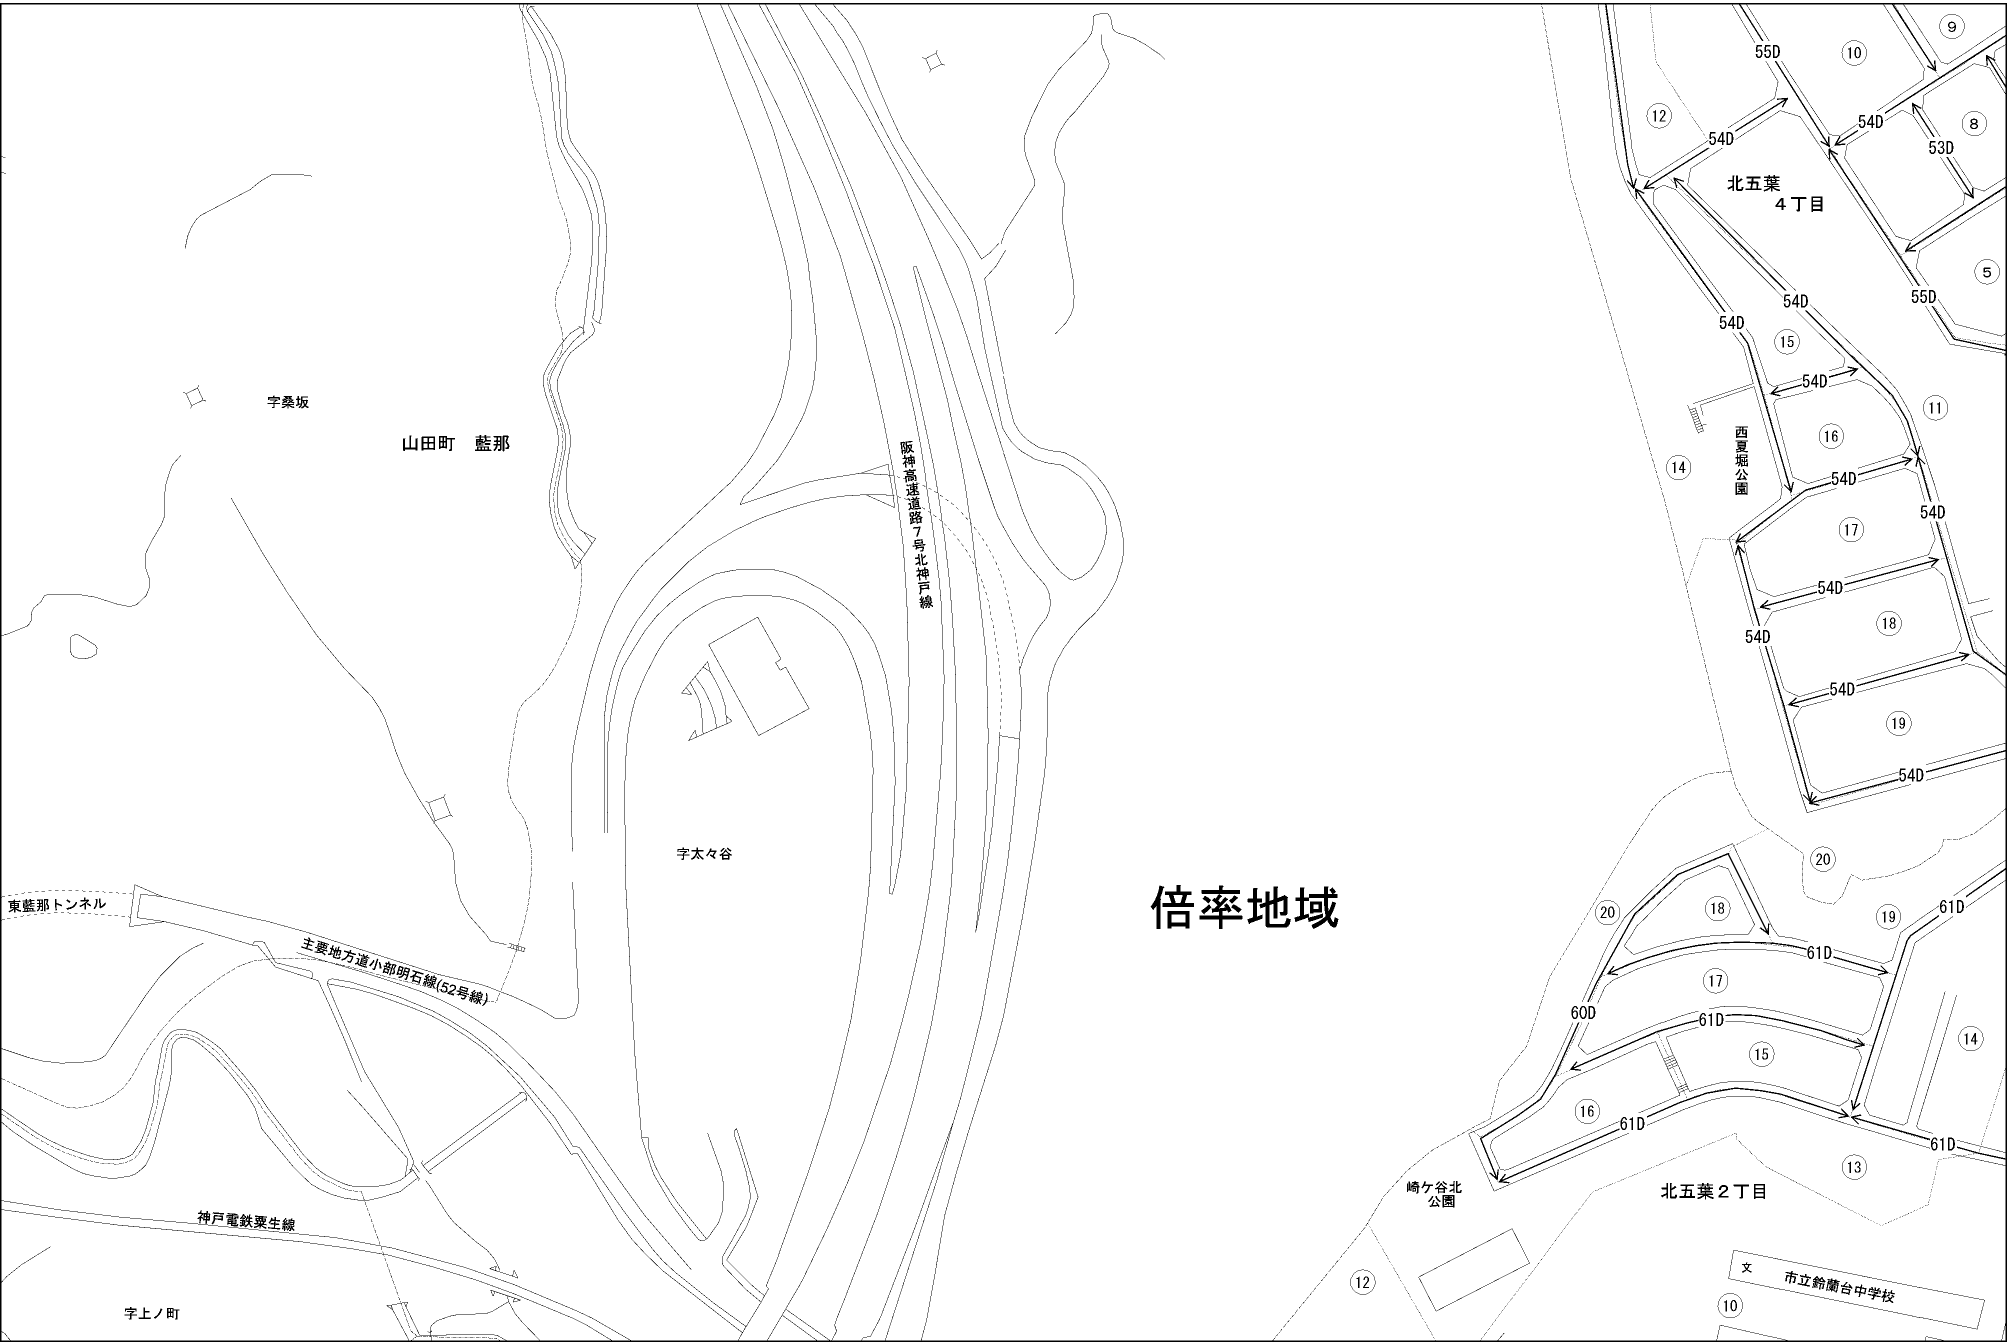 9
10
55D
12
54D
54D
8
53D
北五葉
4丁目
5
55D
54D
54D
15
54D
11
16
14
西夏堀公園
54D
54D
17
54D
18
54D
54D
19
54D
字桑坂
山田町　藍那
阪神高速道路7号北神戸線
字太々谷
倍率地域
東藍那トンネル
主要地方道小部明石線(52号線)
神戸電鉄粟生線
字上ノ町
20
20
18
19
61D
61D
17
60D
61D
15
14
16
61D
61D
13
崎ケ谷北
公園
北五葉2丁目
12
文
市立鈴蘭台中学校
10